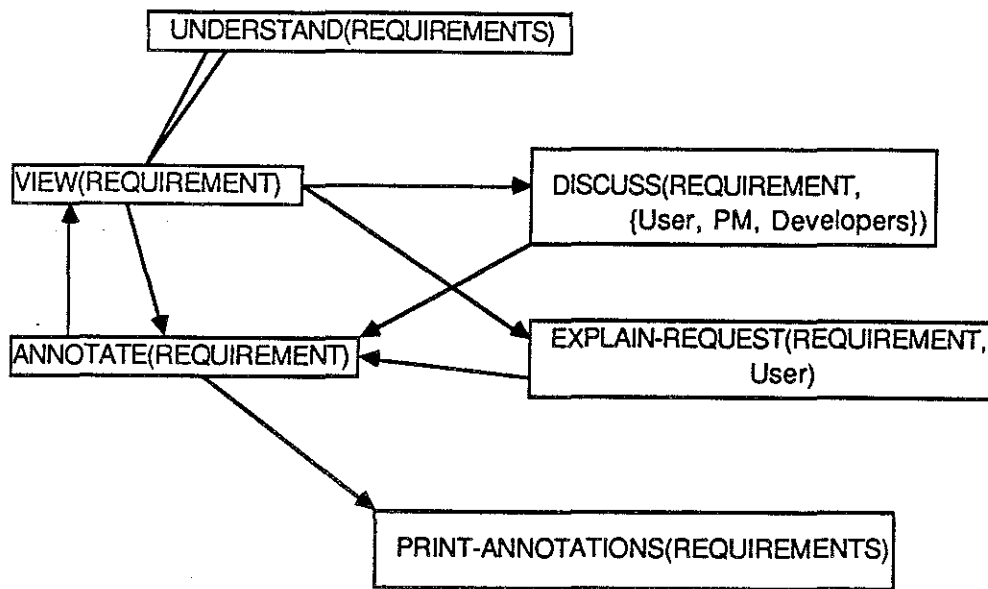 UNDERSTAND(REQUIREMENTS)
VIEW(REQUIREMENT)
DISCUSS(REQUIREMENT,
{User, PM, Developers})
ANNOTATE(REQUIREMENT)
EXPLAIN-REQUEST(REQUIREMENT,
User)
PRINT-ANNOTATIONS(REQUIREMENTS)